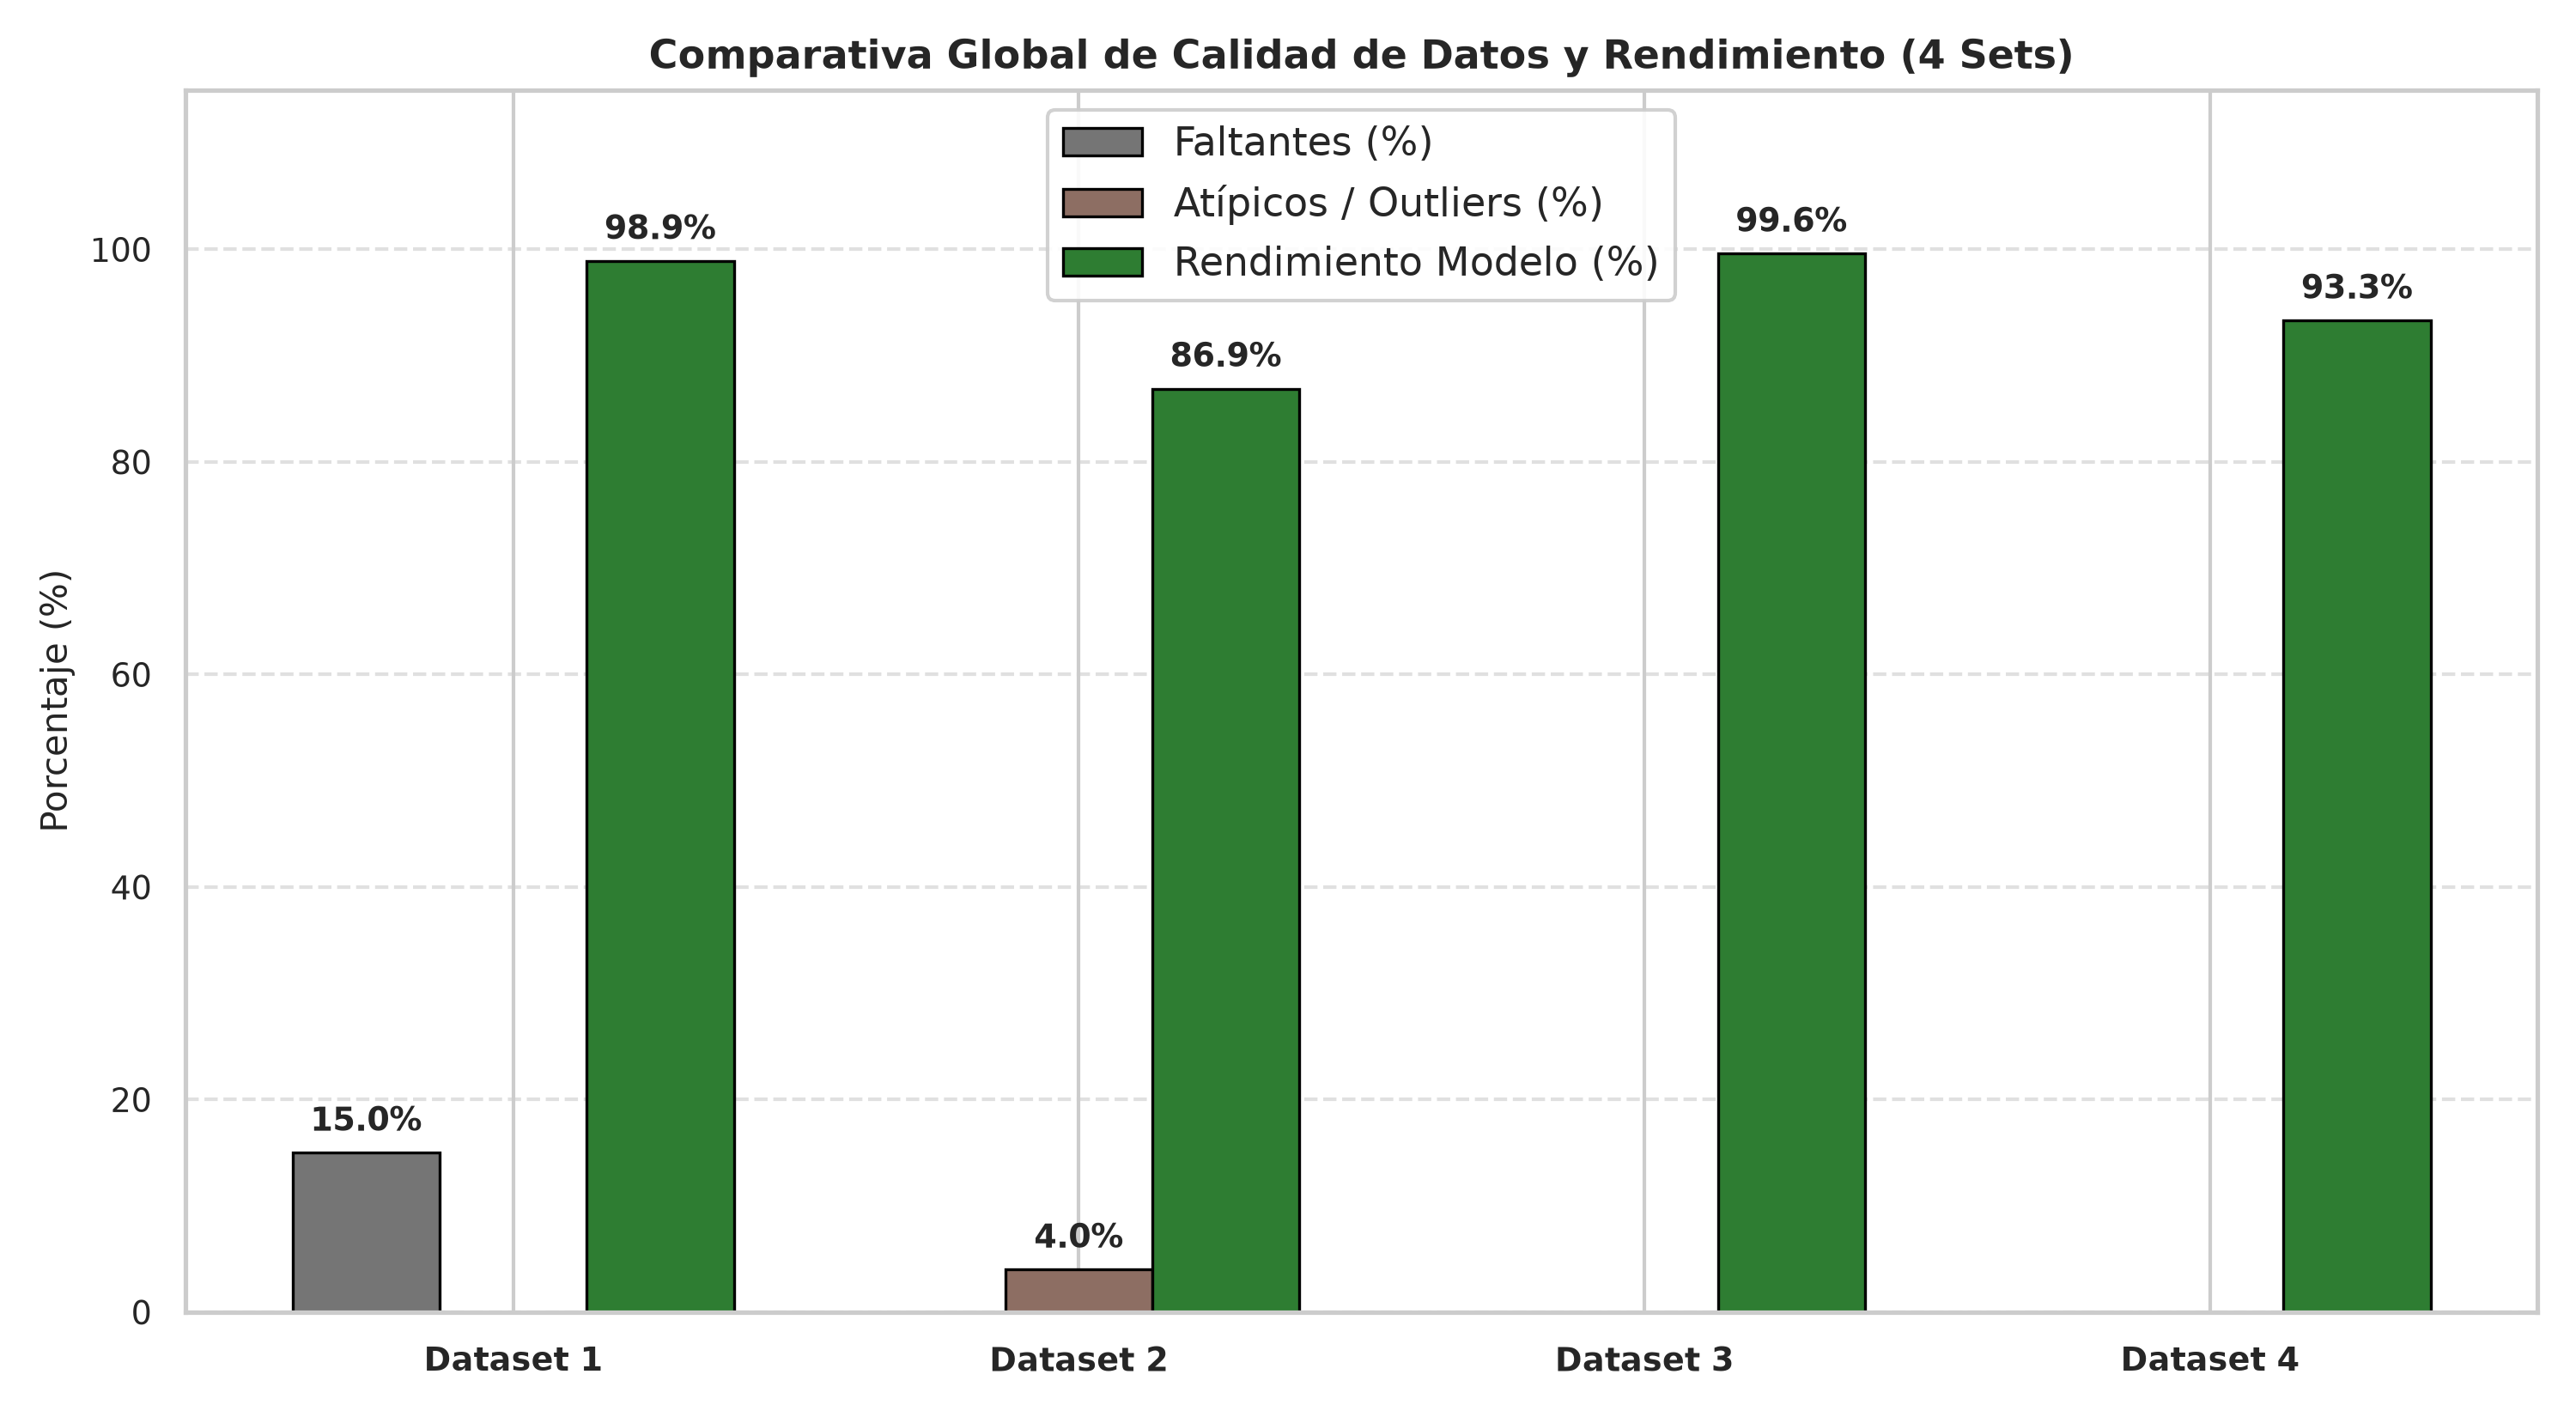 Comparativa Global de Calidad de Datos y Rendimiento (4 Sets)
Faltantes (%)
Atípicos / Outliers (%)
Rendimiento Modelo (%)
Porcentaje (%)
100
80
60
40
20
0
15.0%
98.9%
4.0%
86.9%
99.6%
93.3%
Dataset 1
Dataset 2
Dataset 3
Dataset 4